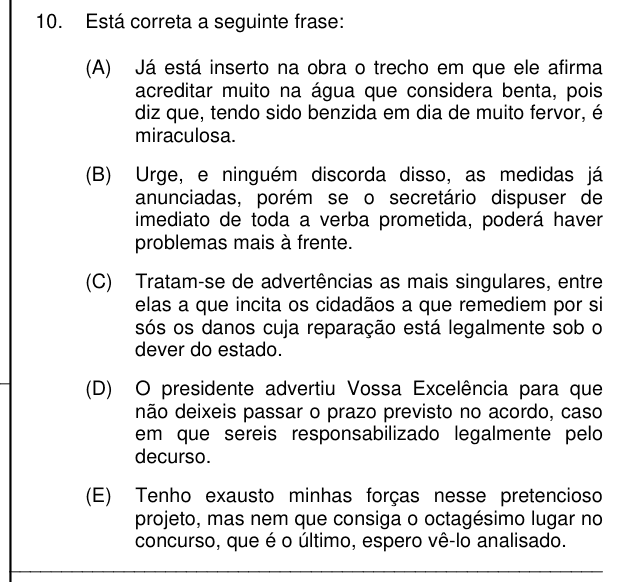 10. Está correta a seguinte frase:
(A) Já está inserto na obra o trecho em que ele afirma
acreditar muito na água que considera benta, pois
diz que, tendo sido benzida em dia de muito fervor, é
miraculosa.
(B) Urge, e ninguém discorda disso, as medidas já
anunciadas, porém se o secretário dispuser de
imediato de toda a verba prometida, poderá haver
problemas mais à frente.
(C) Tratam-se de advertências as mais singulares, entre
elas a que incita os cidadãos a que remediem por si
sós os danos cuja reparação está legalmente sob o
dever do estado.
(D) O presidente advertiu Vossa Excelência para que
não deixeis passar o prazo previsto no acordo, caso
em que sereis responsabilizado legalmente pelo
decurso.
(E) Tenho exausto minhas forças nesse pretencioso
projeto, mas nem que consiga o octagésimo lugar no
concurso, que é o último, espero vê-lo analisado.